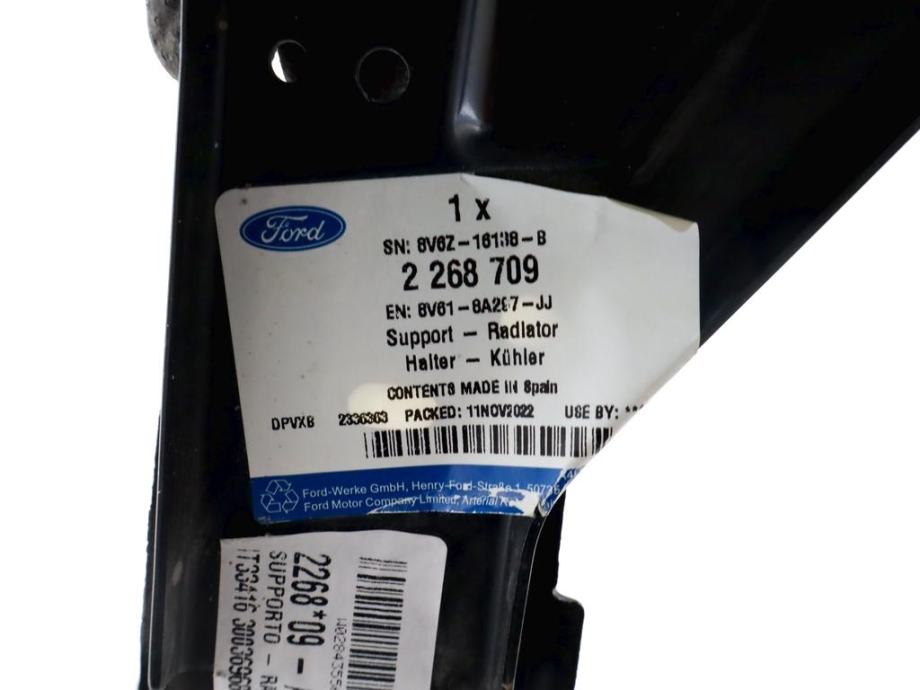 Ford
1 x
SN: 8V6Z-16138-B
2 268 709
EN: 8V61-8A297-JJ
Support - Radiator
Halter - Kühler
CONTENTS MADE IN Spain
DPVXB PACKED: 11NOV2022 USE BY:
Ford-Werke GmbH, Henry-Ford-Straße 1,
Ford Motor Company Limited, Arterial
2268*09 -
SUPPORTO - RA